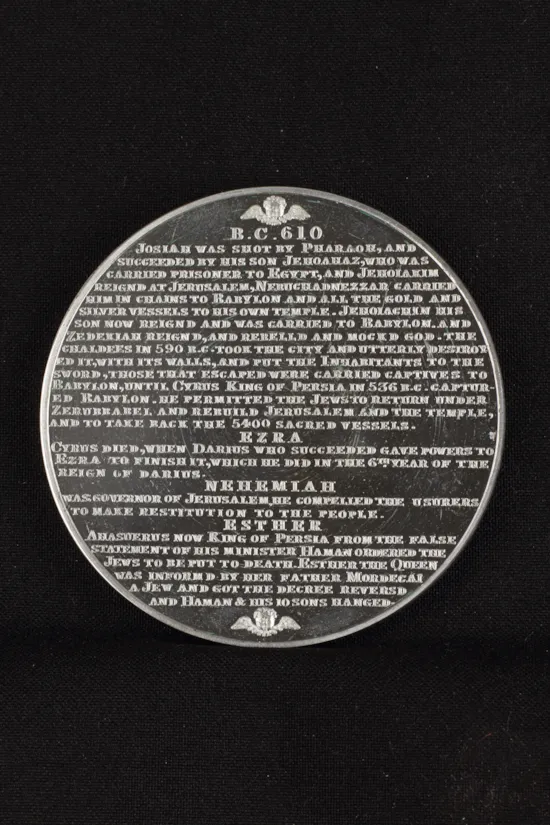 B.C.610
JOSIAH WAS SHOT BY PHARAOH, AND
SUCCEEDED BY HIS SON JEHOAHAZ, WHO WAS
CARRIED PRISONER TO EGYPT, AND JEHOIAKIM
REIGND AT JERUSALEM, NEBUCHADNEZZAR CARRIED
HIM IN CHAINS TO BABYLON AND ALL THE GOLD AND
SILVER VESSELS TO HIS OWN TEMPLE. JEHOIACHIN HIS
SON NOW REIGND AND WAS CARRIED TO BABYLON.AND
ZEDEKIAH REIGND, AND REBELLD AND MOCKD GOD. THE
CHALDEES IN 590 B.C. TOOK THE CITY AND UTTERLY DESTROY
ED IT, WITH ITS WALLS, AND PUT THE INHABITANTS TO THE
SWORD, THOSE THAT ESCAPED WERE CARRIED CAPTIVES TO
BABYLON, UNTIL CYRUS KING OF PERSIA IN 536 B.C. CAPTUR-
ED BABYLON. HE PERMITTED THE JEWS TO RETURN UNDER
ZERUBBABEL AND REBUILD JERUSALEM AND THE TEMPLE,
AND TO TAKE BACK THE 5400 SACRED VESSELS.
EZRA
CYRUS DIED, WHEN DARIUS WHO SUCCEEDED GAVE POWERS TO
EZRA TO FINISH IT, WHICH HE DID IN THE 6TH YEAR OF THE
REIGN OF DARIUS.
NEHEMIAH
WAS GOVERNOR OF JERUSALEM, HE COMPELLED THE USURERS
TO MAKE RESTITUTION TO THE PEOPLE.
ESTHER
AHASUERUS NOW KING OF PERSIA FROM THE FALSE
STATEMENT OF HIS MINISTER HAMAN ORDERED THE
JEWS TO BE PUT TO DEATH. ESTHER THE QUEEN
WAS INFORMD BY HER FATHER MORDECAI
A JEW AND GOT THE DECREE REVERSD
AND HAMAN & HIS 10 SONS HANGED-